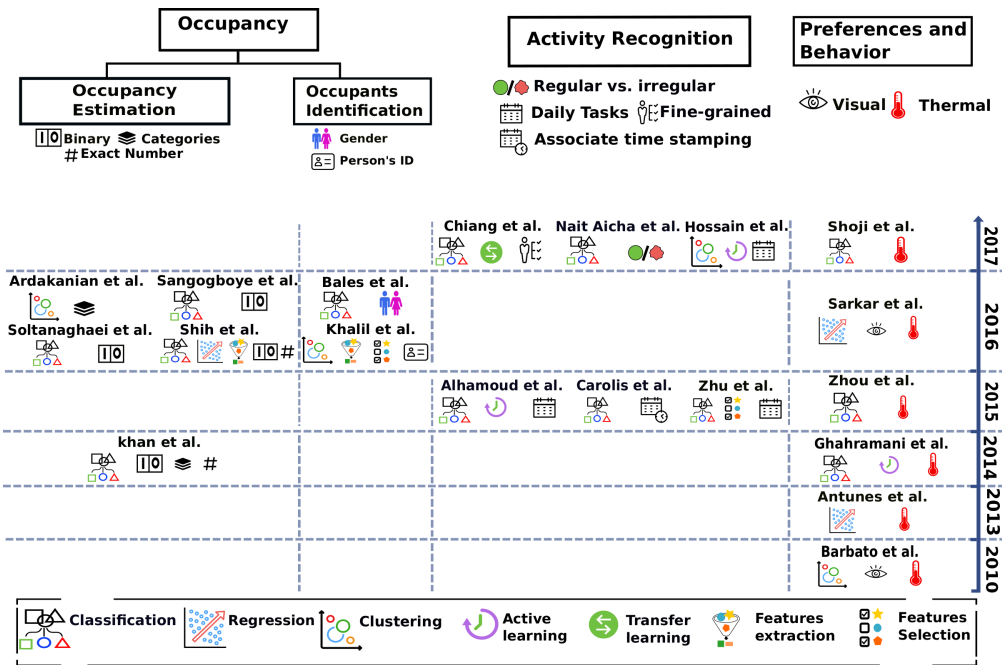 Occupancy
Occupancy
Estimation
Binary
Categories
#Exact Number
Occupants
Identification
Gender
Person's ID
Activity Recognition
Regular vs. irregular
Daily Tasks
Fine-grained
Associate time stamping
Preferences and
Behavior
Visual
Thermal
Chiang et al.
Nait Aicha et al.
Hossain et al.
Shoji et al.
2017
Ardakanian et al.
Sangogboye et al.
Bales et al.
Soltanaghaei et al.
Shih et al.
#
Khalil et al.
Sarkar et al.
2016
Alhamoud et al.
Carolis et al.
Zhu et al.
Zhou et al.
2015
khan et al.
#
Ghahramani et al.
2014
Antunes et al.
2013
Barbato et al.
2010
Classification
Regression
Clustering
Active
learning
Transfer
learning
Features
extraction
Features
Selection